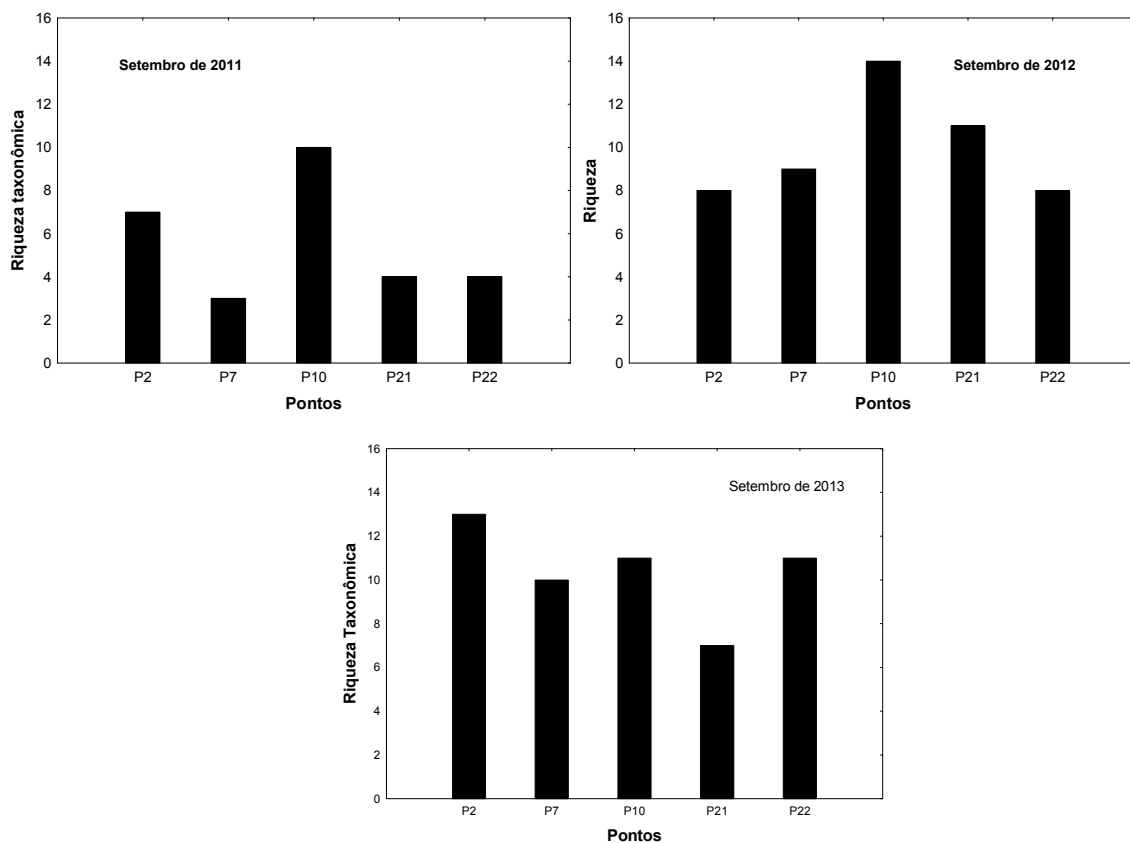 Setembro de 2011
Riqueza taxonômica
16
14
12
10
8
6
4
2
0
P2 P7 P10 P21 P22
Pontos
Setembro de 2012
Riqueza
16
14
12
10
8
6
4
2
0
P2 P7 P10 P21 P22
Pontos
Setembro de 2013
Riqueza Taxonômica
16
14
12
10
8
6
4
2
0
P2 P7 P10 P21 P22
Pontos